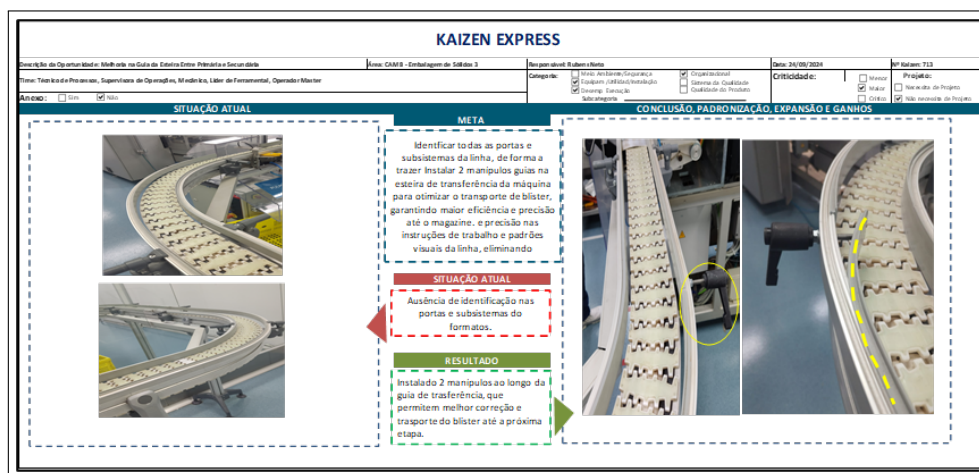 KAIZEN EXPRESS
Descrição da Oportunidade: Melhoria na Guia da Esteira Entre Primária e Secundária
Área: CAM 8 - Embalagem de Sólidos 3
Responsável: Rubens Neto
Data: 24/09/2024
Nº Kaizen: 713
Time: Técnico de Processos, Supervisora de Operações, Mecânico, Líder de Ferramental, Operador Master
Categoria:
Meio Ambiente/Segurança
Equipam./Utilidad/Instalação
Desemp. Execução
Organizacional
Sistema da Qualidade
Qualidade do Produto
Subcategoria
Criticidade:
Menor
Maior
Crítico
Projeto:
Necessita de Projeto
Não necessita de Projeto
Anexo:
Sim
Não
SITUAÇÃO ATUAL
META
Identficar todas as portas e
subsistemas da linha, de forma a
trazer Instalar 2 manípulos guias na
esteira de transferência da máquina
para otimizar o transporte de blister,
garantindo maior eficiência e precisão
até o magazine. e precisão nas
instruções de trabalho e padrões
visuais da linha, eliminando
SITUAÇÃO ATUAL
Ausência de identificação nas
portas e subsistemas do
formatos.
RESULTADO
Instalado 2 manípulos ao longo da
guia de trasferência, que
permitem melhor correção e
trasporte do blister até a próxima
etapa.
CONCLUSÃO, PADRONIZAÇÃO, EXPANSÃO E GANHOS